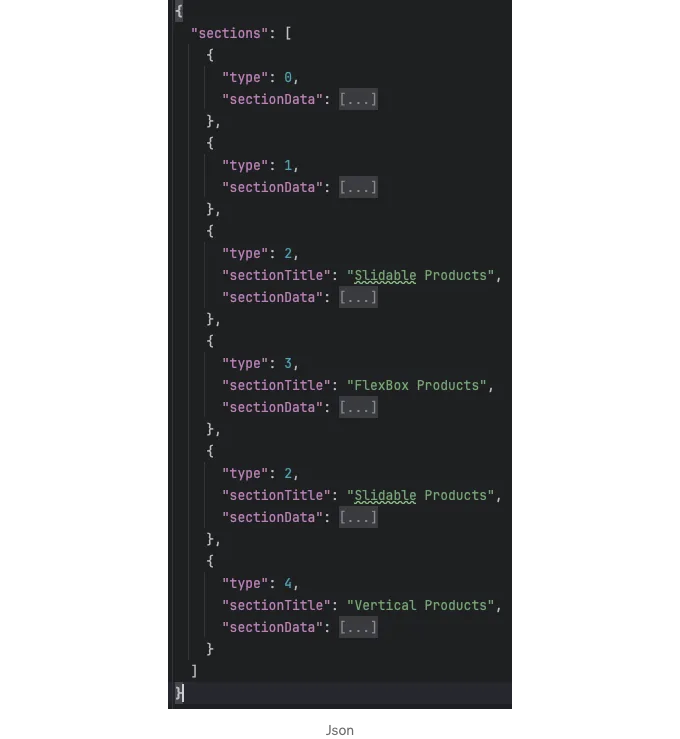 {
"sections": [
{
"type": 0,
"sectionData": [...]
},
{
"type": 1,
"sectionData": [...]
},
{
"type": 2,
"sectionTitle": "Slidable Products",
"sectionData": [...]
},
{
"type": 3,
"sectionTitle": "FlexBox Products",
"sectionData": [...]
},
{
"type": 2,
"sectionTitle": "Slidable Products",
"sectionData": [...]
},
{
"type": 4,
"sectionTitle": "Vertical Products",
"sectionData": [...]
}
]
}
Json